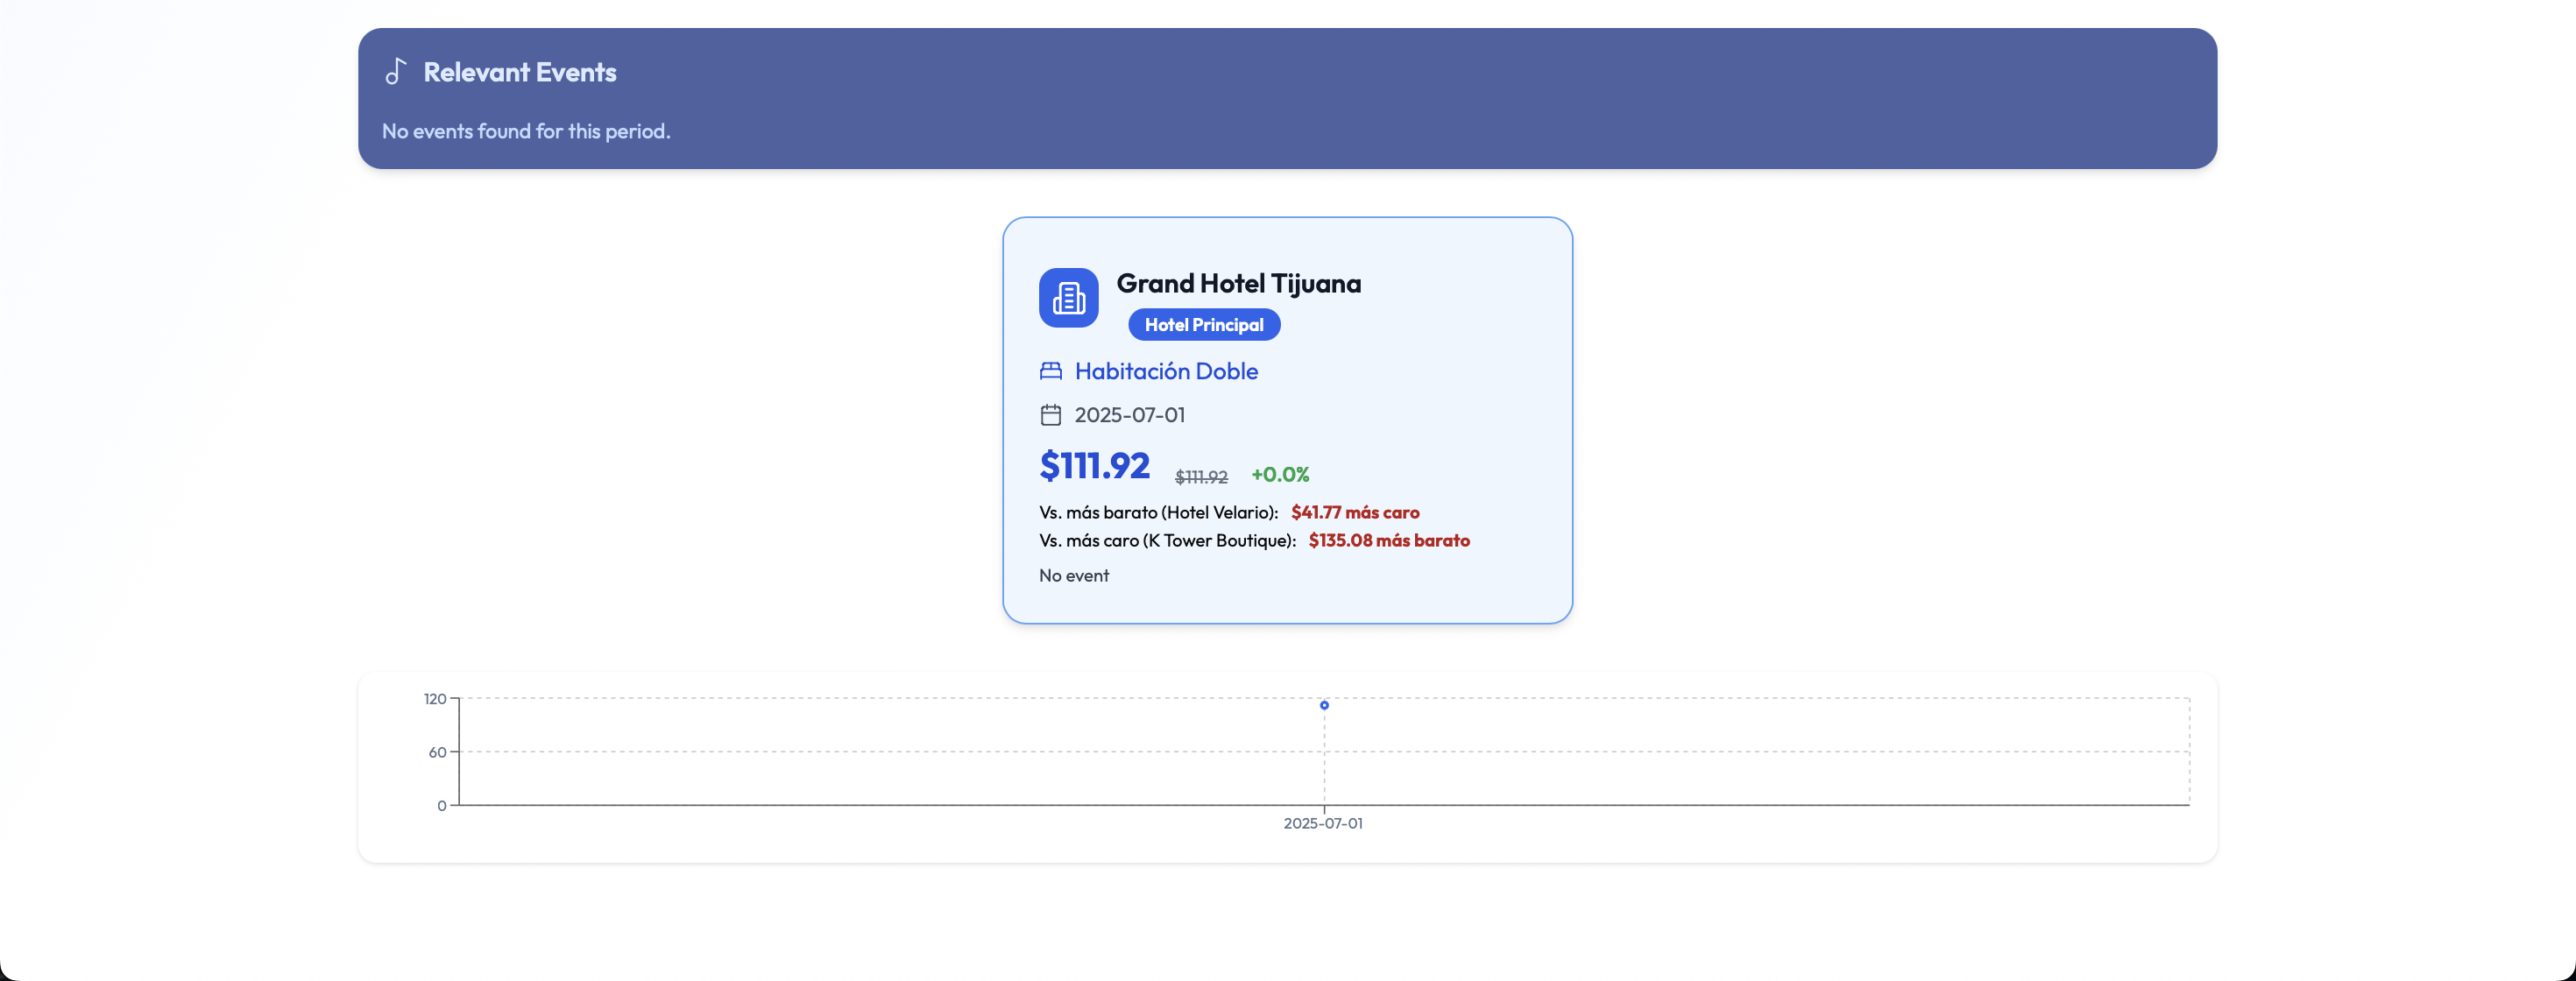 Relevant Events
No events found for this period.
Grand Hotel Tijuana
Hotel Principal
Habitación Doble
2025-07-01
$111.92 $111.92 +0.0%
Vs. más barato (Hotel Velario): $41.77 más caro
Vs. más caro (K Tower Boutique): $135.08 más barato
No event
120
60
0
2025-07-01